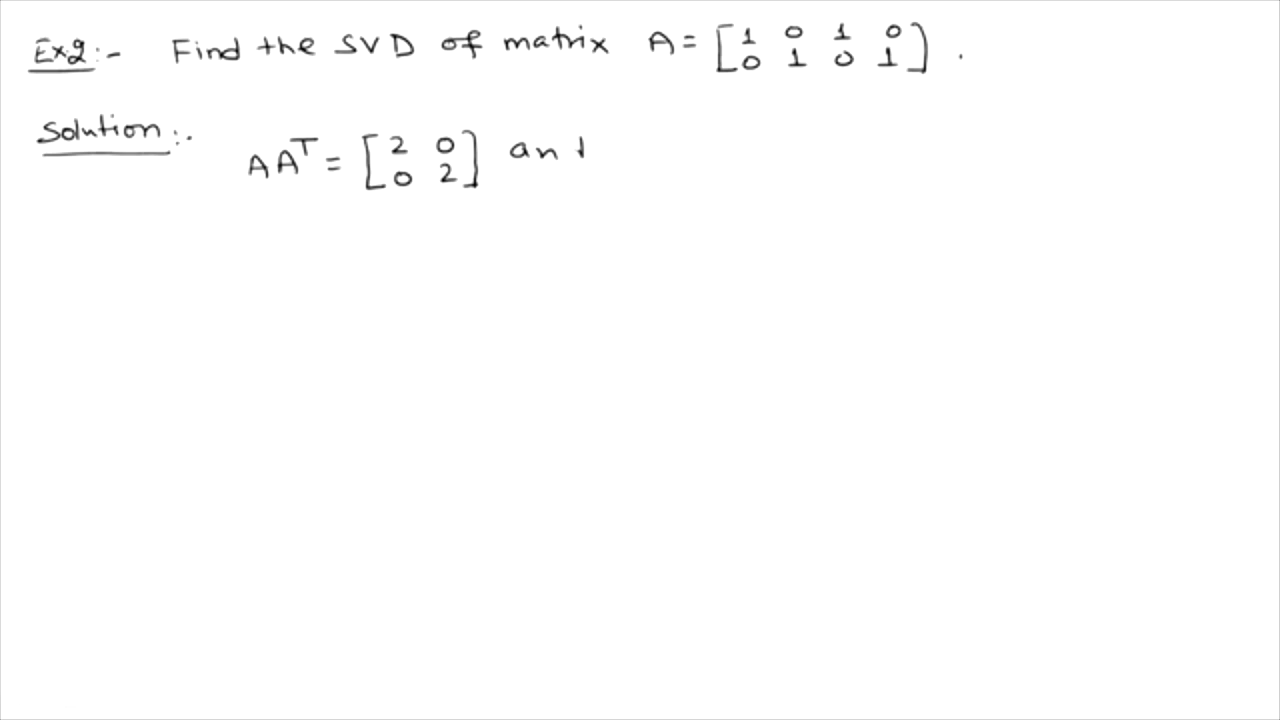 Ex2:- Find the SVD of matrix A = [1 0 1 0
0 1 0 1] .
Solution:.
AAᵀ = [2 0
0 2] an